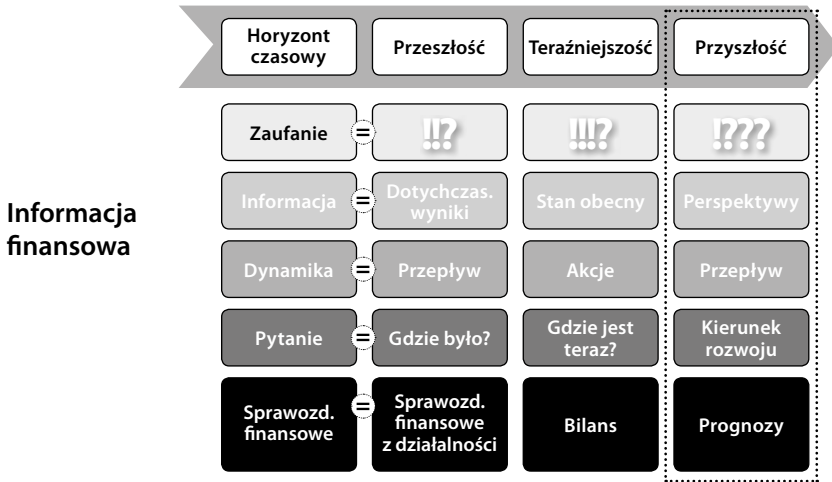 Horyzont
czasowy
Przeszłość
Teraźniejszość
Przyszłość
Zaufanie
=
!!?
!!!?
!???
Informacja
finansowa
Informacja
=
Dotychczas.
wyniki
Stan obecny
Perspektywy
Dynamika
=
Przepływ
Akcje
Przepływ
Pytanie
=
Gdzie było?
Gdzie jest
teraz?
Kierunek
rozwoju
Sprawozd.
finansowe
=
Sprawozd.
finansowe
z działalności
Bilans
Prognozy